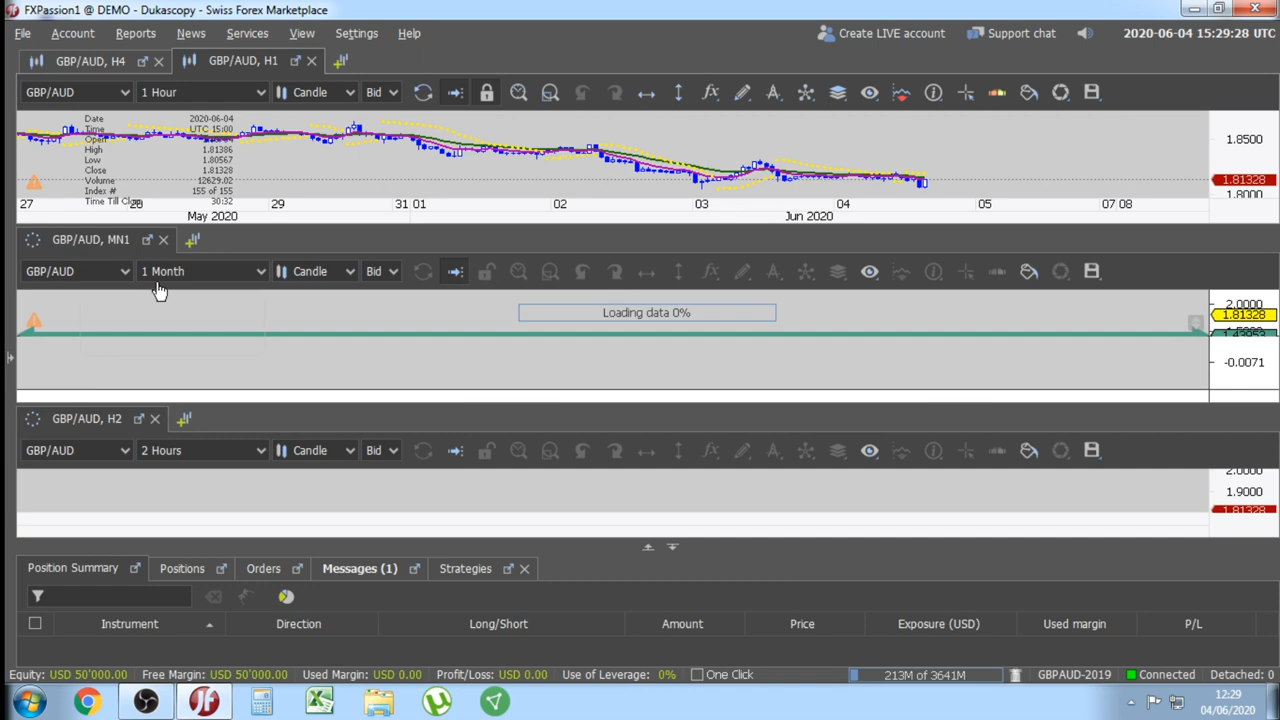 FXPassion1 @ DEMO - Dukascopy - Swiss Forex Marketplace
File Account Reports News Services View Settings Help Create LIVE account Support chat 2020-06-04 15:29:28 UTC
GBP/AUD, H4 GBP/AUD, H1
GBP/AUD 1 Hour Candle Bid
Date 2020-06-04
Time UTC 15:00
Open
High 1.81386
Low 1.80567
Close 1.81328
Volume 12629.02
Index # 155 of 155
Time Till Close 30:32
1.8500
1.81328
1.8000
27 28 29 31 01 02 03 04 05 07 08
May 2020 Jun 2020
GBP/AUD, MN1
GBP/AUD 1 Month Candle Bid
Loading data 0%
2.0000
1.81328
-0.0071
GBP/AUD, H2
GBP/AUD 2 Hours Candle Bid
2.0000
1.9000
1.81328
Position Summary Positions Orders Messages (1) Strategies
Instrument Direction Long/Short Amount Price Exposure (USD) Used margin P/L
Equity: USD 50'000.00 Free Margin: USD 50'000.00 Used Margin: USD 0.00 Profit/Loss: USD 0.00 Use of Leverage: 0% One Click 213M of 3641M GBPAUD-2019 Connected Detached: 0
12:29
04/06/2020